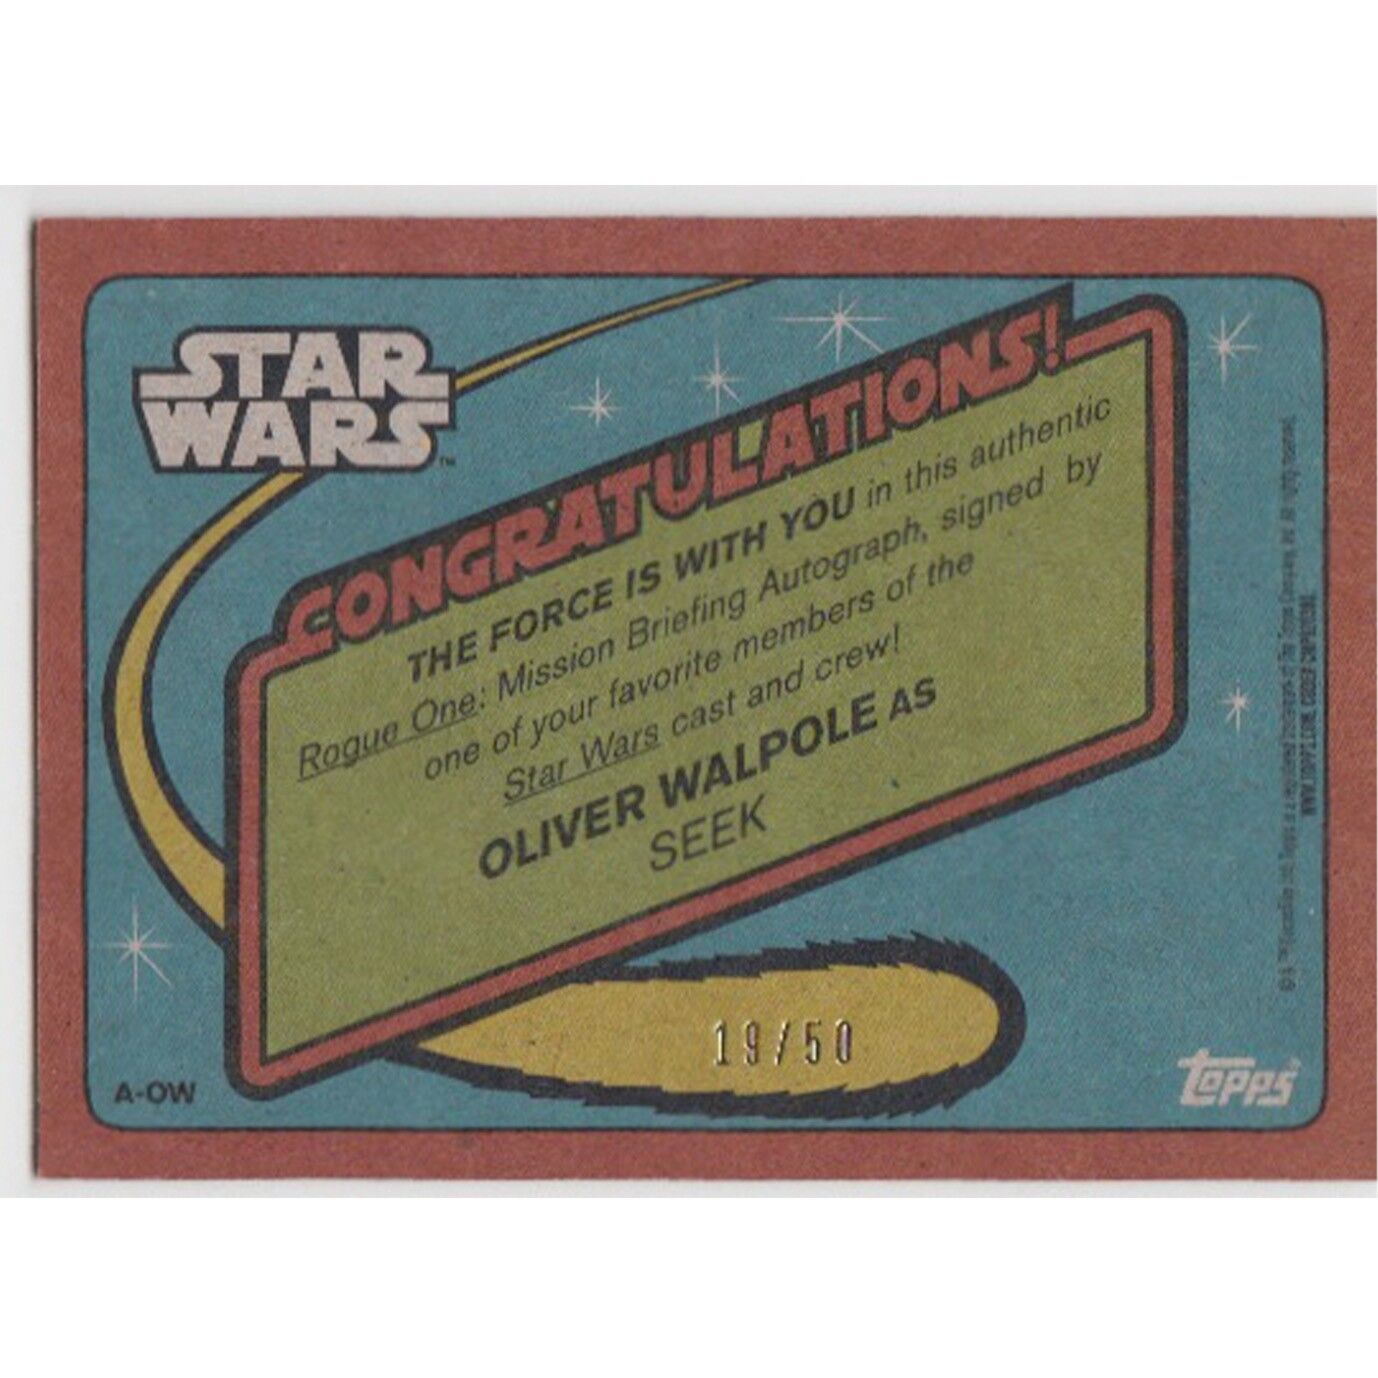 STAR
WARS™
CONGRATULATIONS!
THE FORCE IS WITH YOU in this authentic
Rogue One: Mission Briefing Autograph, signed by
one of your favorite members of the
Star Wars cast and crew!
OLIVER WALPOLE AS
SEEK
19/50
A-OW
topps